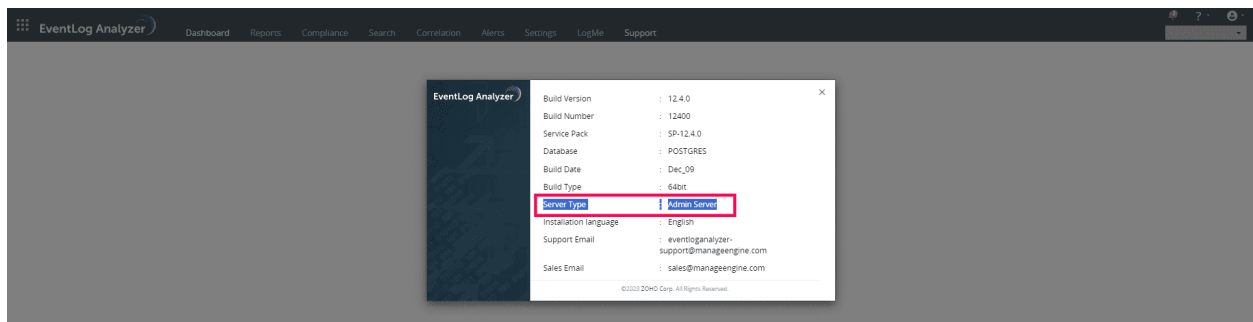 EventLog Analyzer
?
Dashboard Reports Compliance Search Correlation Alerts Settings LogMe Support
EventLog Analyzer
Build Version : 12.4.0
Build Number : 12400
Service Pack : SP-12.4.0
Database : POSTGRES
Build Date : Dec_09
Build Type : 64bit
Server Type : Admin Server
Installation language : English
Support Email : eventloganalyzer-
support@manageengine.com
Sales Email : sales@manageengine.com
©2023 ZOHO Corp. All Rights Reserved.